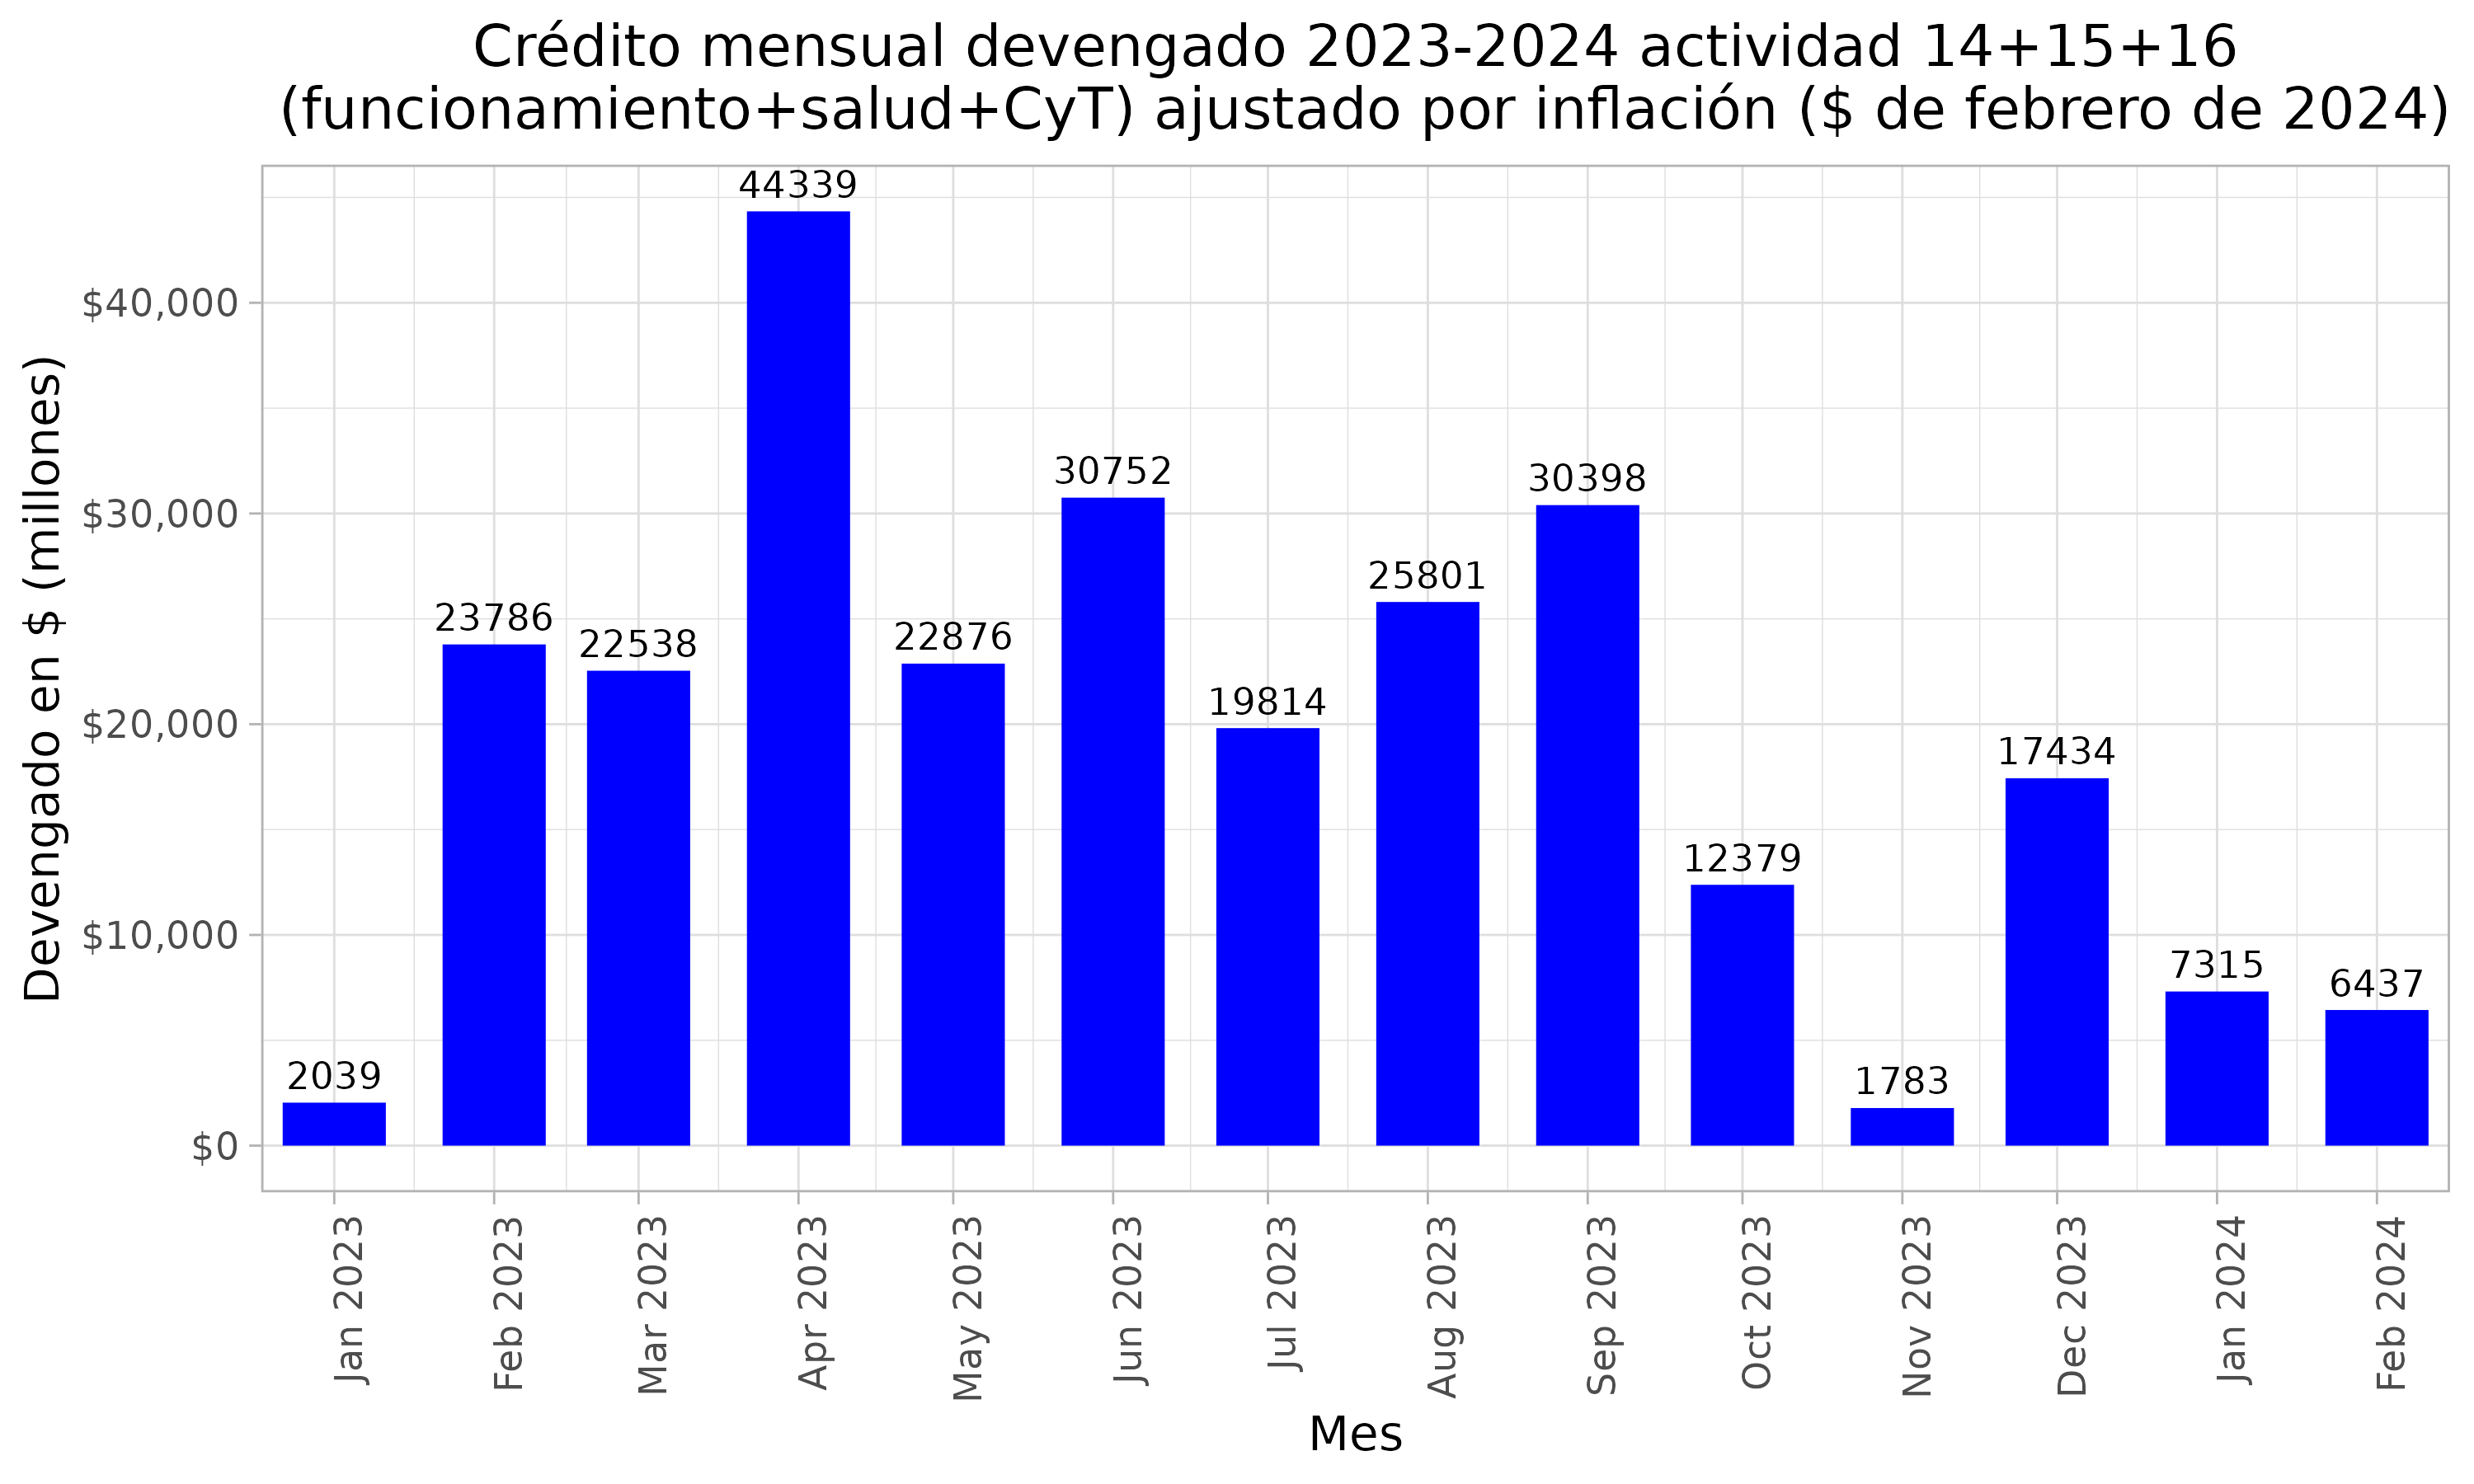 Crédito mensual devengado 2023-2024 actividad 14+15+16
(funcionamiento+salud+CyT) ajustado por inflación ($ de febrero de 2024)
Devengado en $ (millones)
$40,000
$30,000
$20,000
$10,000
$0
2039
23786
22538
44339
22876
30752
19814
25801
30398
12379
1783
17434
7315
6437
Jan 2023
Feb 2023
Mar 2023
Apr 2023
May 2023
Jun 2023
Jul 2023
Aug 2023
Sep 2023
Oct 2023
Nov 2023
Dec 2023
Jan 2024
Feb 2024
Mes